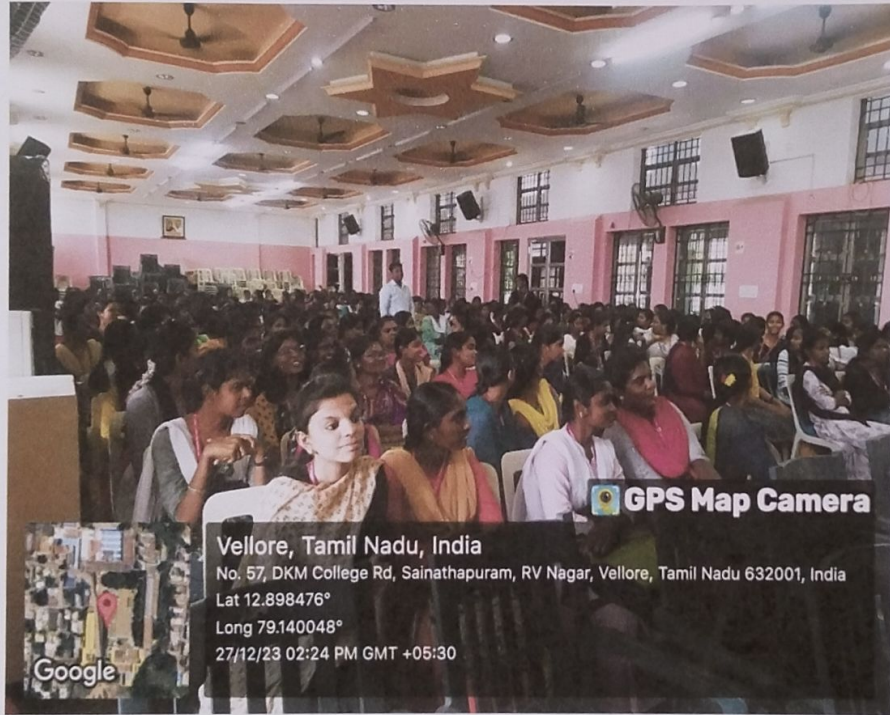 GPS Map Camera
Vellore, Tamil Nadu, India
No. 57, DKM College Rd, Sainathapuram, RV Nagar, Vellore, Tamil Nadu 632001, India
Lat 12.898476°
Long 79.140048°
27/12/23 02:24 PM GMT +05:30
Google